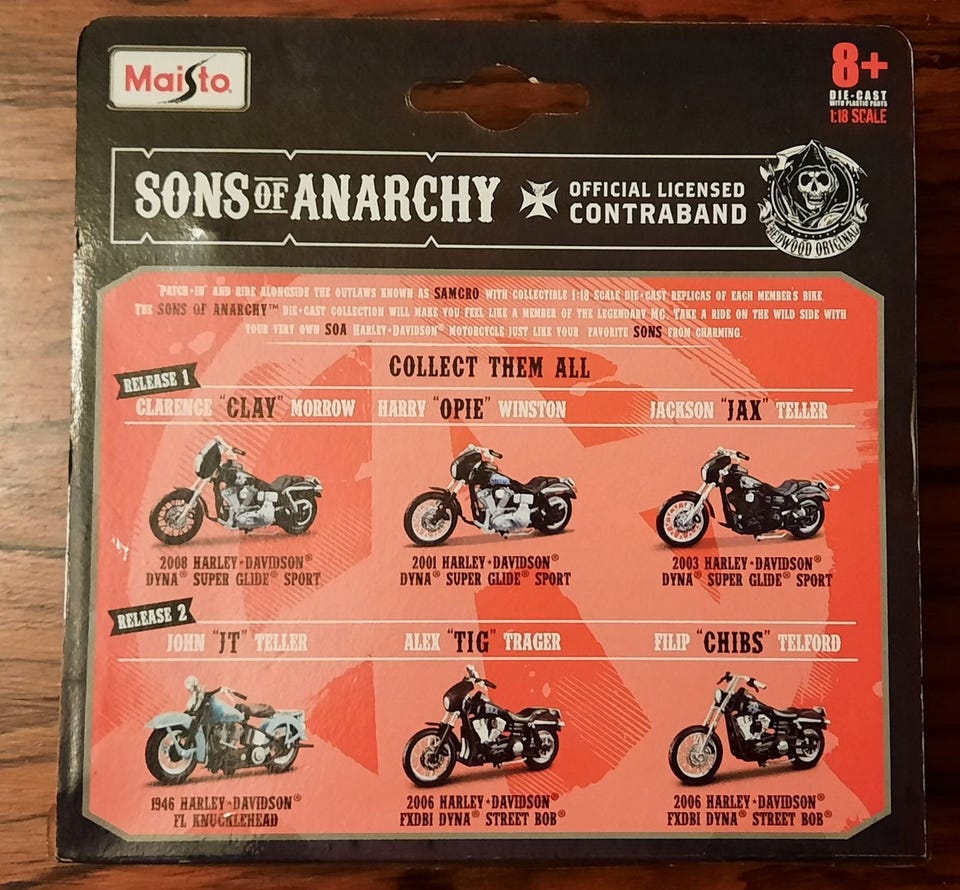 Maisto
8+
DIE-CAST
WITH PLASTIC PARTS
1:18 SCALE
SONS OF ANARCHY
OFFICIAL LICENSED
CONTRABAND
REDWOOD ORIGINAL
"PATCH-IN" AND RIDE ALONGSIDE THE OUTLAWS KNOWN AS SAMCRO WITH COLLECTIBLE 1:18 SCALE DIE-CAST REPLICAS OF EACH MEMBER'S BIKE.
THE SONS OF ANARCHY™ DIE-CAST COLLECTION WILL MAKE YOU FEEL LIKE A MEMBER OF THE LEGENDARY MC. TAKE A RIDE ON THE WILD SIDE WITH
YOUR VERY OWN SOA HARLEY-DAVIDSON® MOTORCYCLE JUST LIKE YOUR FAVORITE SONS FROM CHARMING.
COLLECT THEM ALL
RELEASE 1
CLARENCE "CLAY" MORROW HARRY "OPIE" WINSTON JACKSON "JAX" TELLER
2008 HARLEY-DAVIDSON® 2001 HARLEY-DAVIDSON® 2003 HARLEY-DAVIDSON®
DYNA® SUPER GLIDE® SPORT DYNA® SUPER GLIDE® SPORT DYNA® SUPER GLIDE® SPORT
RELEASE 2
JOHN "JT" TELLER ALEX "TIG" TRAGER FILIP "CHIBS" TELFORD
1946 HARLEY-DAVIDSON® 2006 HARLEY-DAVIDSON® 2006 HARLEY-DAVIDSON®
FL KNUCKLEHEAD FXDBI DYNA® STREET BOB® FXDBI DYNA® STREET BOB®